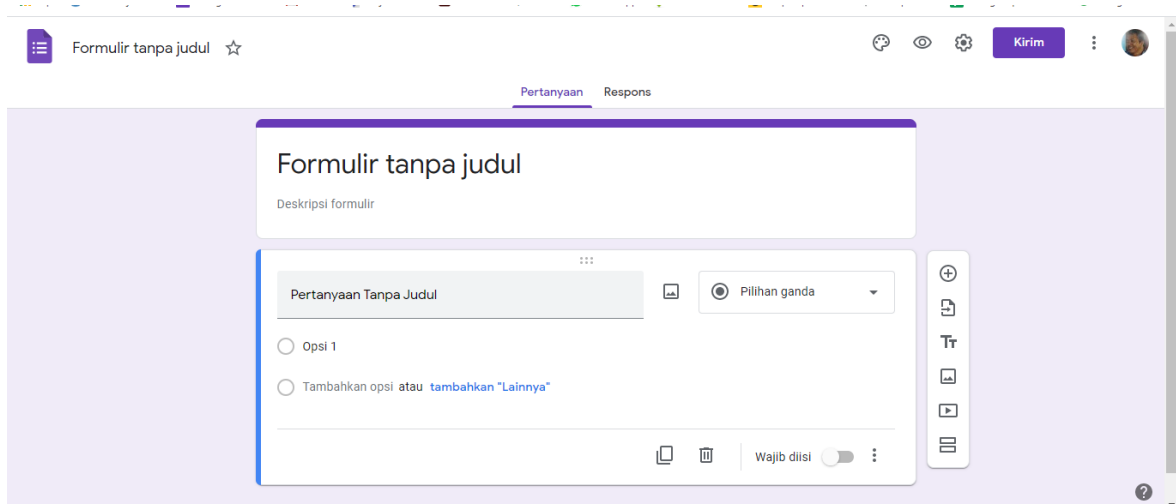 Formulir tanpa judul
Kirim
Pertanyaan Respons
Formulir tanpa judul
Deskripsi formulir
Pertanyaan Tanpa Judul
Pilihan ganda
Opsi 1
Tambahkan opsi atau tambahkan "Lainnya"
Wajib diisi